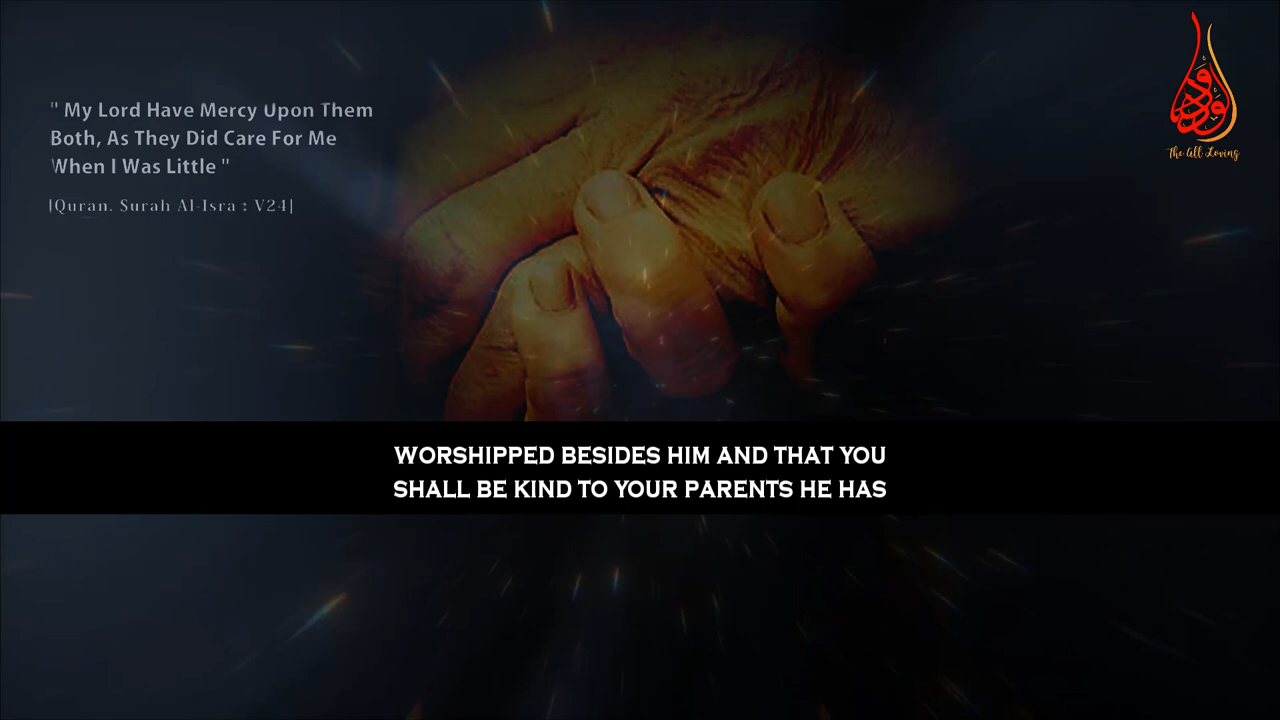 " My Lord Have Mercy Upon Them
Both, As They Did Care For Me
When I Was Little "
[Quran, Surah Al-Isra : V24]
الودود
The All Loving
WORSHIPPED BESIDES HIM AND THAT YOU
SHALL BE KIND TO YOUR PARENTS HE HAS